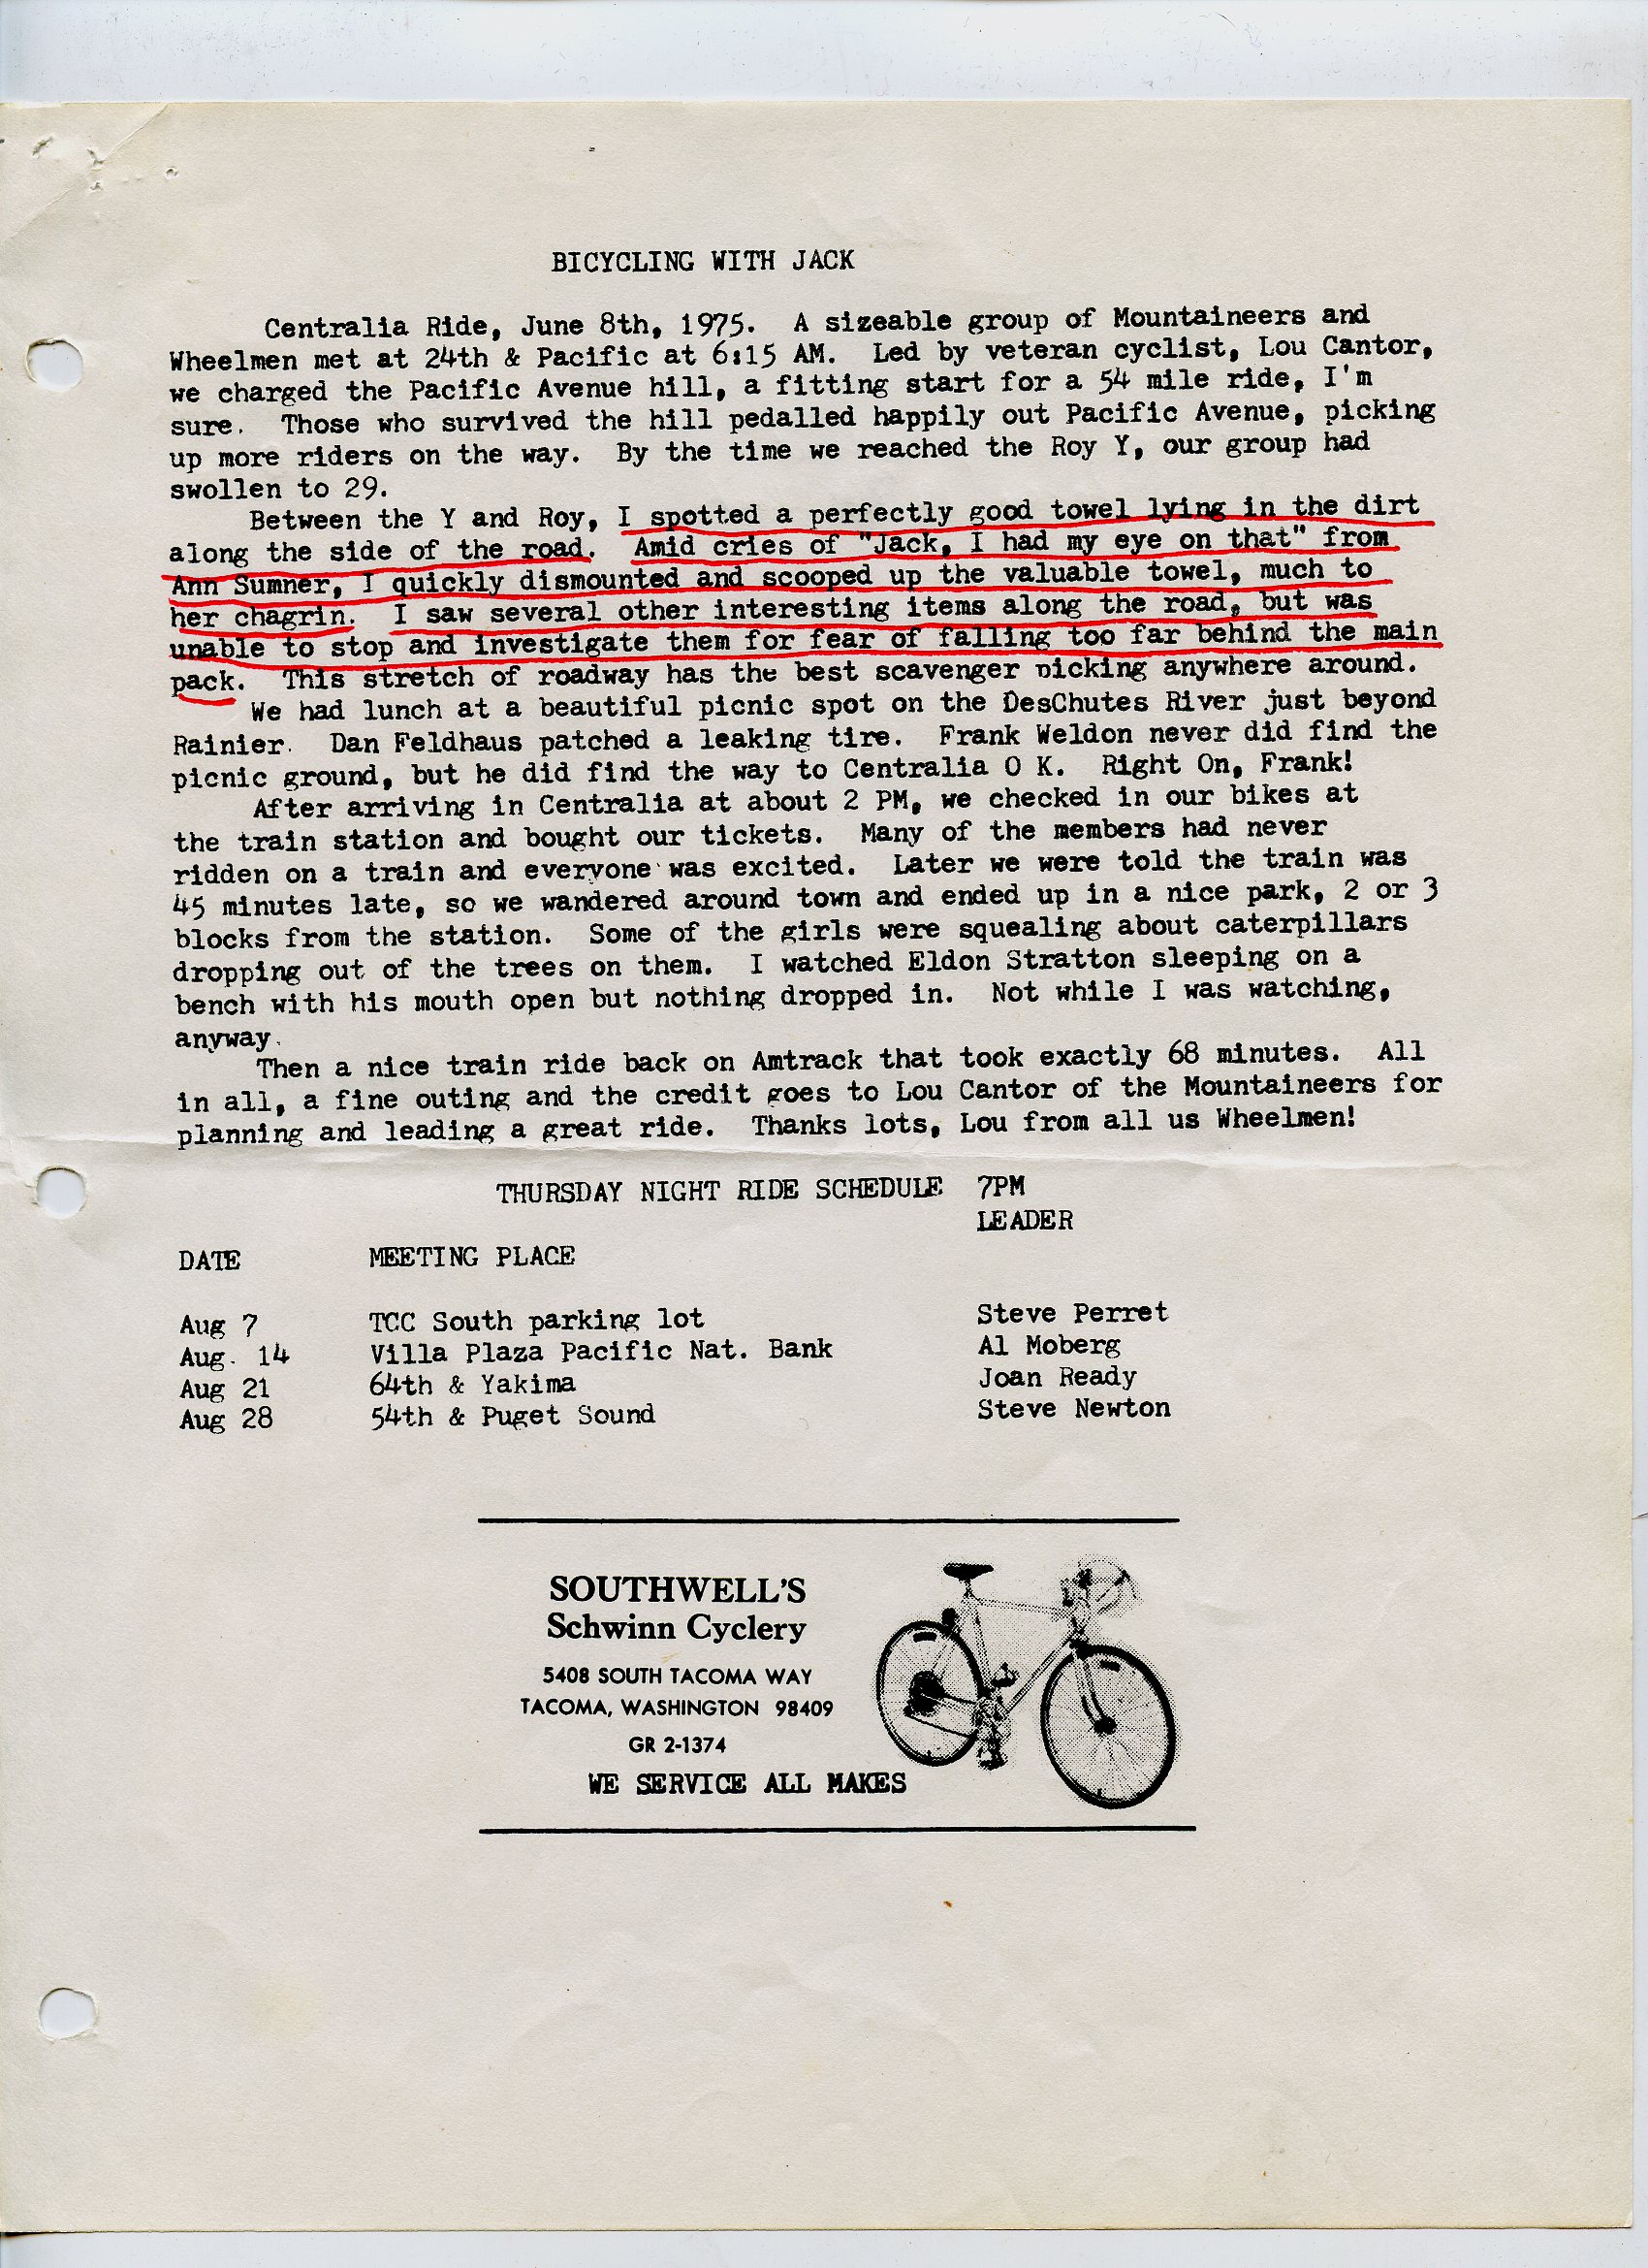 BICYCLING WITH JACK
Centralia Ride, June 8th, 1975. A sizeable group of Mountaineers and
Wheelmen met at 24th & Pacific at 6:15 AM. Led by veteran cyclist, Lou Cantor,
we charged the Pacific Avenue hill, a fitting start for a 54 mile ride, I'm
sure. Those who survived the hill pedalled happily out Pacific Avenue, picking
up more riders on the way. By the time we reached the Roy Y, our group had
swollen to 29.
Between the Y and Roy, I spotted a perfectly good towel lying in the dirt
along the side of the road. Amid cries of "Jack, I had my eye on that" from
Ann Sumner, I quickly dismounted and scooped up the valuable towel, much to
her chagrin. I saw several other interesting items along the road, but was
unable to stop and investigate them for fear of falling too far behind the main
pack. This stretch of roadway has the best scavenger picking anywhere around.
We had lunch at a beautiful picnic spot on the DesChutes River just beyond
Rainier. Dan Feldhaus patched a leaking tire. Frank Weldon never did find the
picnic ground, but he did find the way to Centralia O K. Right On, Frank!
After arriving in Centralia at about 2 PM, we checked in our bikes at
the train station and bought our tickets. Many of the members had never
ridden on a train and everyone was excited. Later we were told the train was
45 minutes late, so we wandered around town and ended up in a nice park, 2 or 3
blocks from the station. Some of the girls were squealing about caterpillars
dropping out of the trees on them. I watched Eldon Stratton sleeping on a
bench with his mouth open but nothing dropped in. Not while I was watching,
anyway.
Then a nice train ride back on Amtrack that took exactly 68 minutes. All
in all, a fine outing and the credit goes to Lou Cantor of the Mountaineers for
planning and leading a great ride. Thanks lots, Lou from all us Wheelmen!
THURSDAY NIGHT RIDE SCHEDULE 7PM
LEADER
DATE MEETING PLACE
Aug 7 TCC South parking lot Steve Perret
Aug. 14 Villa Plaza Pacific Nat. Bank Al Moberg
Aug 21 64th & Yakima Joan Ready
Aug 28 54th & Puget Sound Steve Newton
SOUTHWELL'S
Schwinn Cyclery
5408 SOUTH TACOMA WAY
TACOMA, WASHINGTON 98409
GR 2-1374
WE SERVICE ALL MAKES